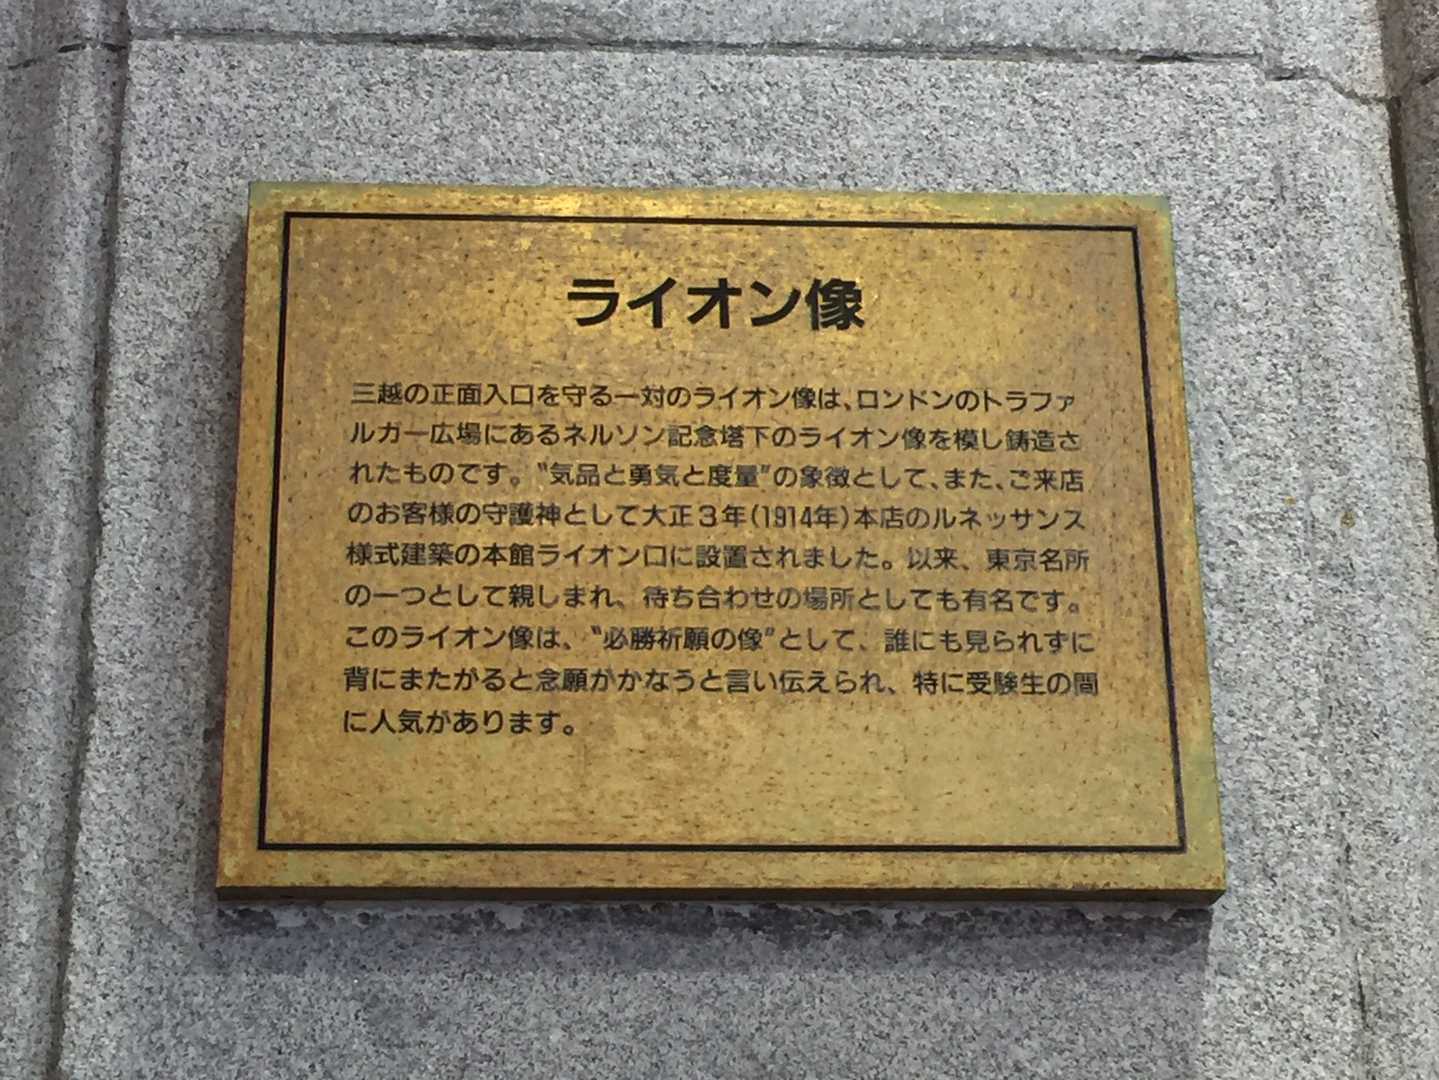 ライオン像
三越の正面入口を守る一対のライオン像は、ロンドンのトラファ
ルガー広場にあるネルソン記念塔下のライオン像を模し鋳造さ
れたものです。“気品と勇気と度量”の象徴として、また、ご来店
のお客様の守護神として大正3年(1914年)本店のルネッサンス
様式建築の本館ライオン口に設置されました。以来、東京名所
の一つとして親しまれ、待ち合わせの場所としても有名です。
このライオン像は、“必勝祈願の像”として、誰にも見られずに
背にまたがると念願がかなうと言い伝えられ、特に受験生の間
に人気があります。